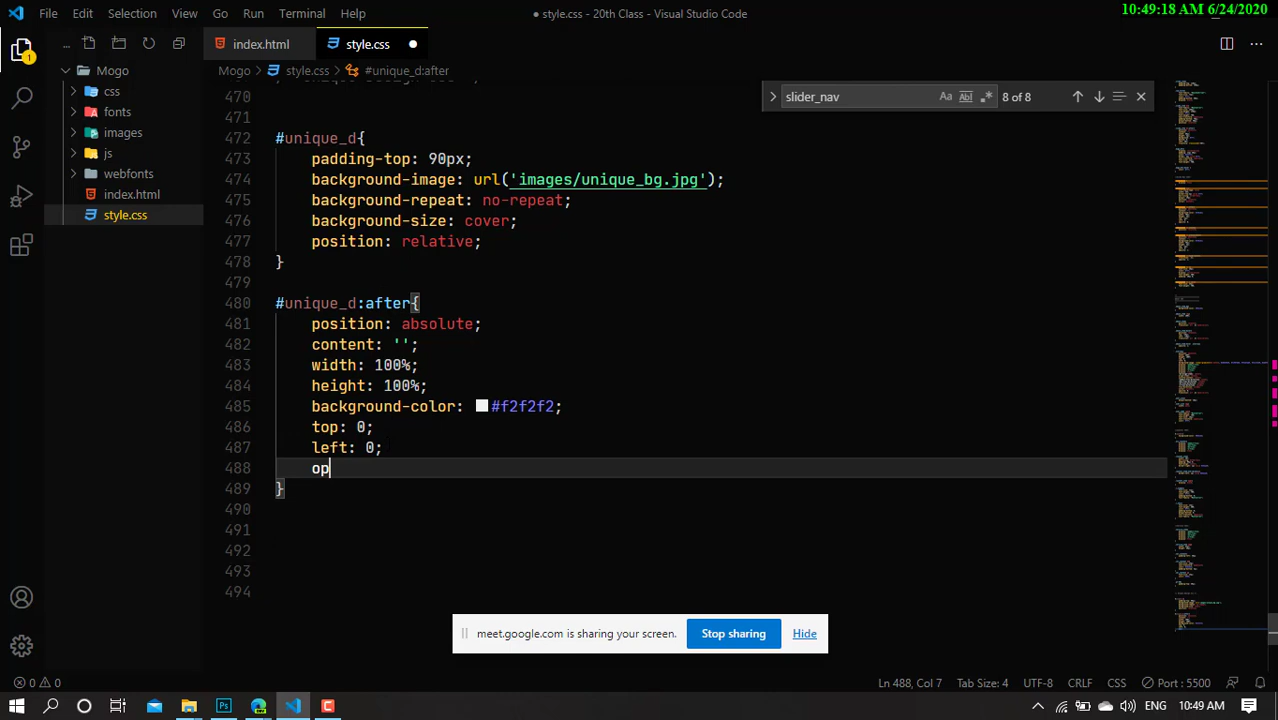 10:49:18 AM 6/24/2020
File Edit Selection View Go Run Terminal Help
● style.css - 20th Class - Visual Studio Code
...
index.html
style.css
Mogo
Mogo > style.css > #unique_d:after
css
fonts
images
js
webfonts
index.html
style.css
slider_nav
Aa Abl .* 8 of 8
470
471
472 #unique_d{
473 padding-top: 90px;
474 background-image: url('images/unique_bg.jpg');
475 background-repeat: no-repeat;
476 background-size: cover;
477 position: relative;
478 }
479
480 #unique_d:after{
481 position: absolute;
482 content: '';
483 width: 100%;
484 height: 100%;
485 background-color: #f2f2f2;
486 top: 0;
487 left: 0;
488 op
489 }
490
491
492
493
494
1
meet.google.com is sharing your screen. Stop sharing Hide
0 0 Ln 488, Col 7 Tab Size: 4 UTF-8 CRLF CSS Port : 5500
Ps
C
ENG 10:49 AM